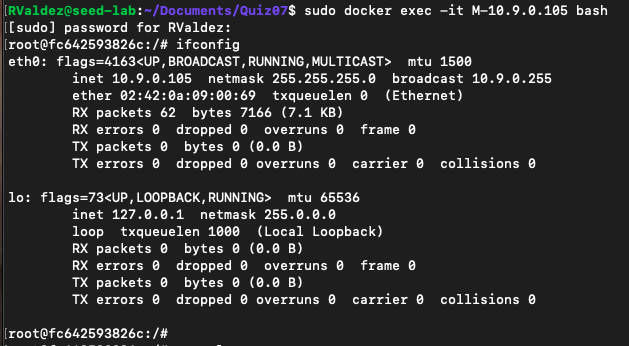 RValdez@seed-lab:~/Documents/Quiz07$ sudo docker exec -it M-10.9.0.105 bash
[[sudo] password for RValdez:
[root@fc642593826c:/# ifconfig
eth0: flags=4163<UP,BROADCAST,RUNNING,MULTICAST>  mtu 1500
        inet 10.9.0.105  netmask 255.255.255.0  broadcast 10.9.0.255
        ether 02:42:0a:09:00:69  txqueuelen 0  (Ethernet)
        RX packets 62  bytes 7166 (7.1 KB)
        RX errors 0  dropped 0  overruns 0  frame 0
        TX packets 0  bytes 0 (0.0 B)
        TX errors 0  dropped 0 overruns 0  carrier 0  collisions 0

lo: flags=73<UP,LOOPBACK,RUNNING>  mtu 65536
        inet 127.0.0.1  netmask 255.0.0.0
        loop  txqueuelen 1000  (Local Loopback)
        RX packets 0  bytes 0 (0.0 B)
        RX errors 0  dropped 0  overruns 0  frame 0
        TX packets 0  bytes 0 (0.0 B)
        TX errors 0  dropped 0 overruns 0  carrier 0  collisions 0

[root@fc642593826c:/#